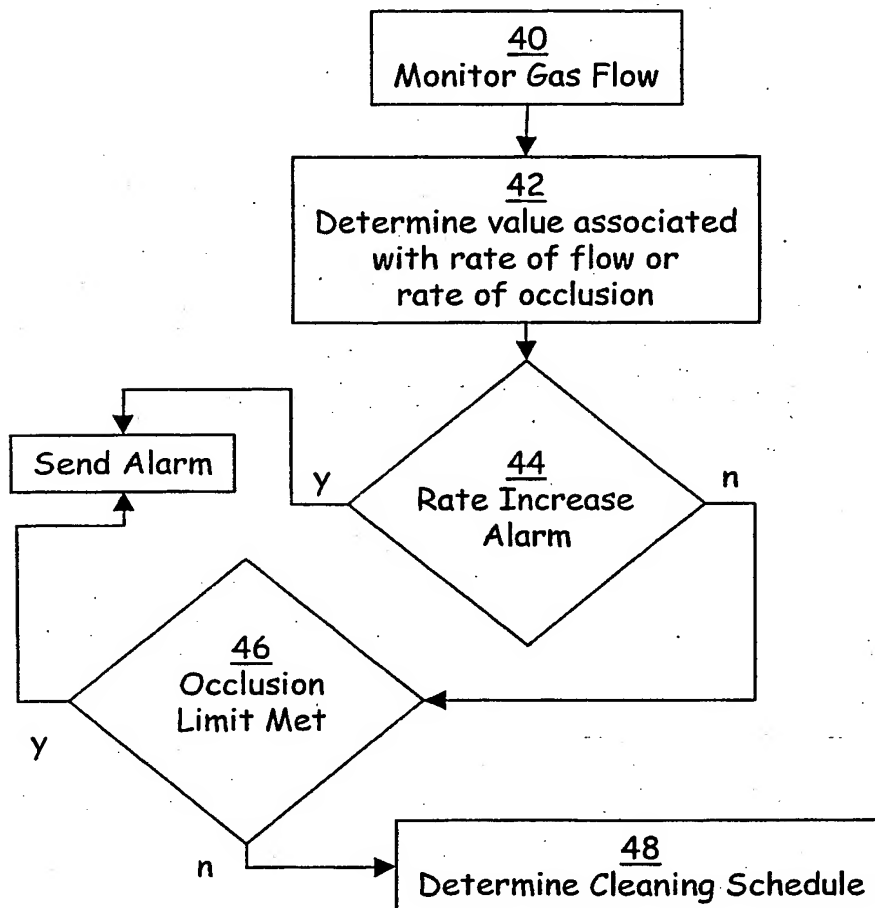 40
Monitor Gas Flow
42
Determine value associated
with rate of flow or
rate of occlusion
Send Alarm
y
44
Rate Increase
Alarm
n
46
Occlusion
Limit Met
y
n
48
Determine Cleaning Schedule